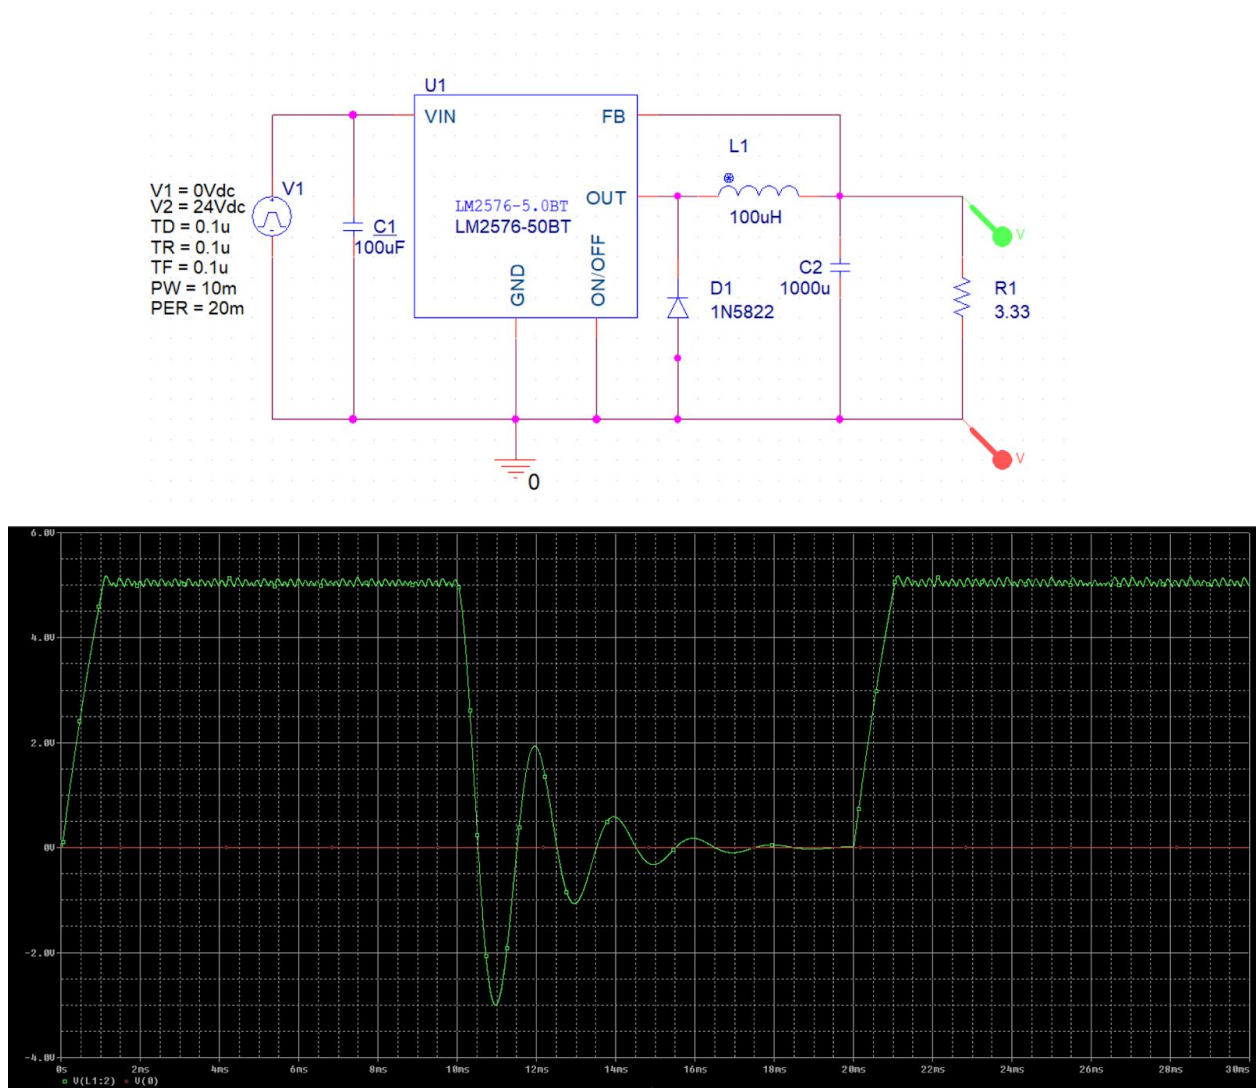 U1
VIN
FB
L1
V1 = 0Vdc
V2 = 24Vdc
TD = 0.1u
TR = 0.1u
TF = 0.1u
PW = 10m
PER = 20m
V1
C1
100uF
LM2576-5.0BT
LM2576-50BT
OUT
100uH
V
GND
ON/OFF
D1
1N5822
C2
1000u
R1
3.33
V
0
6.0V
4.0V
2.0V
0V
-2.0V
-4.0V
0s
2ms
4ms
6ms
8ms
10ms
12ms
14ms
16ms
18ms
20ms
22ms
24ms
26ms
28ms
30ms
V(L1:2)
V(0)